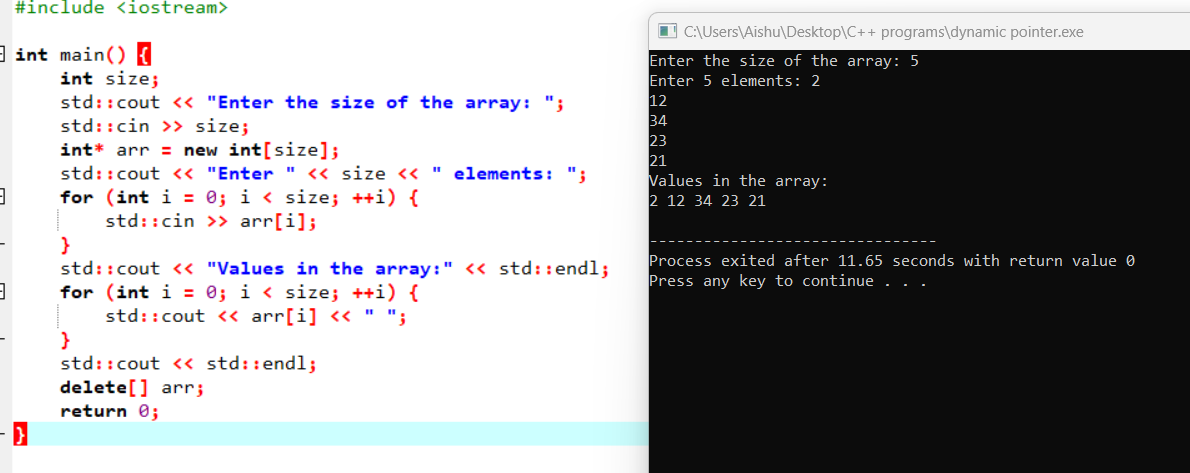 #include <iostream>
int main() {
    int size;
    std::cout << "Enter the size of the array: ";
    std::cin >> size;
    int* arr = new int[size];
    std::cout << "Enter " << size << " elements: ";
    for (int i = 0; i < size; ++i) {
        std::cin >> arr[i];
    }
    std::cout << "Values in the array:" << std::endl;
    for (int i = 0; i < size; ++i) {
        std::cout << arr[i] << " ";
    }
    std::cout << std::endl;
    delete[] arr;
    return 0;
}
C:\Users\Aishu\Desktop\C++ programs\dynamic pointer.exe
Enter the size of the array: 5
Enter 5 elements: 2
12
34
23
21
Values in the array:
2 12 34 23 21
--------------------------------
Process exited after 11.65 seconds with return value 0
Press any key to continue . . .